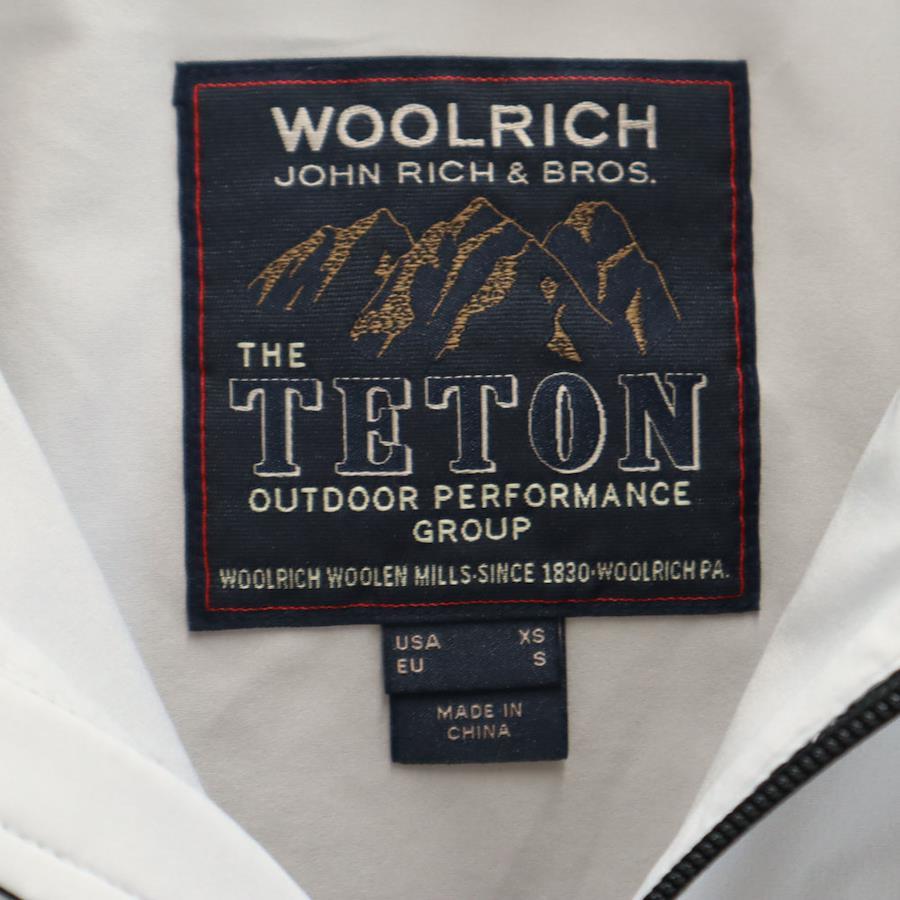 WOOLRICH
JOHN RICH & BROS.
THE
TETON
OUTDOOR PERFORMANCE
GROUP
WOOLRICH WOOLEN MILLS·SINCE 1830·WOOLRICH PA.
USA XS
EU S
MADE IN
CHINA